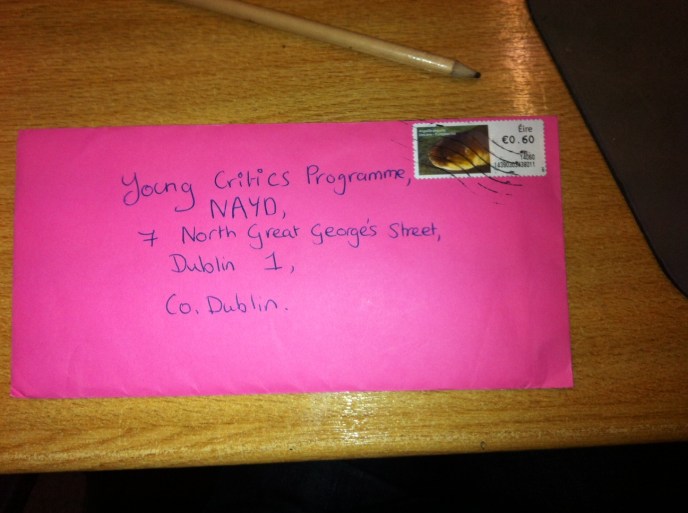 Éire
€0.60
Young Critics Programme,
NAYD,
7 North Great George's Street,
Dublin 1,
Co. Dublin.